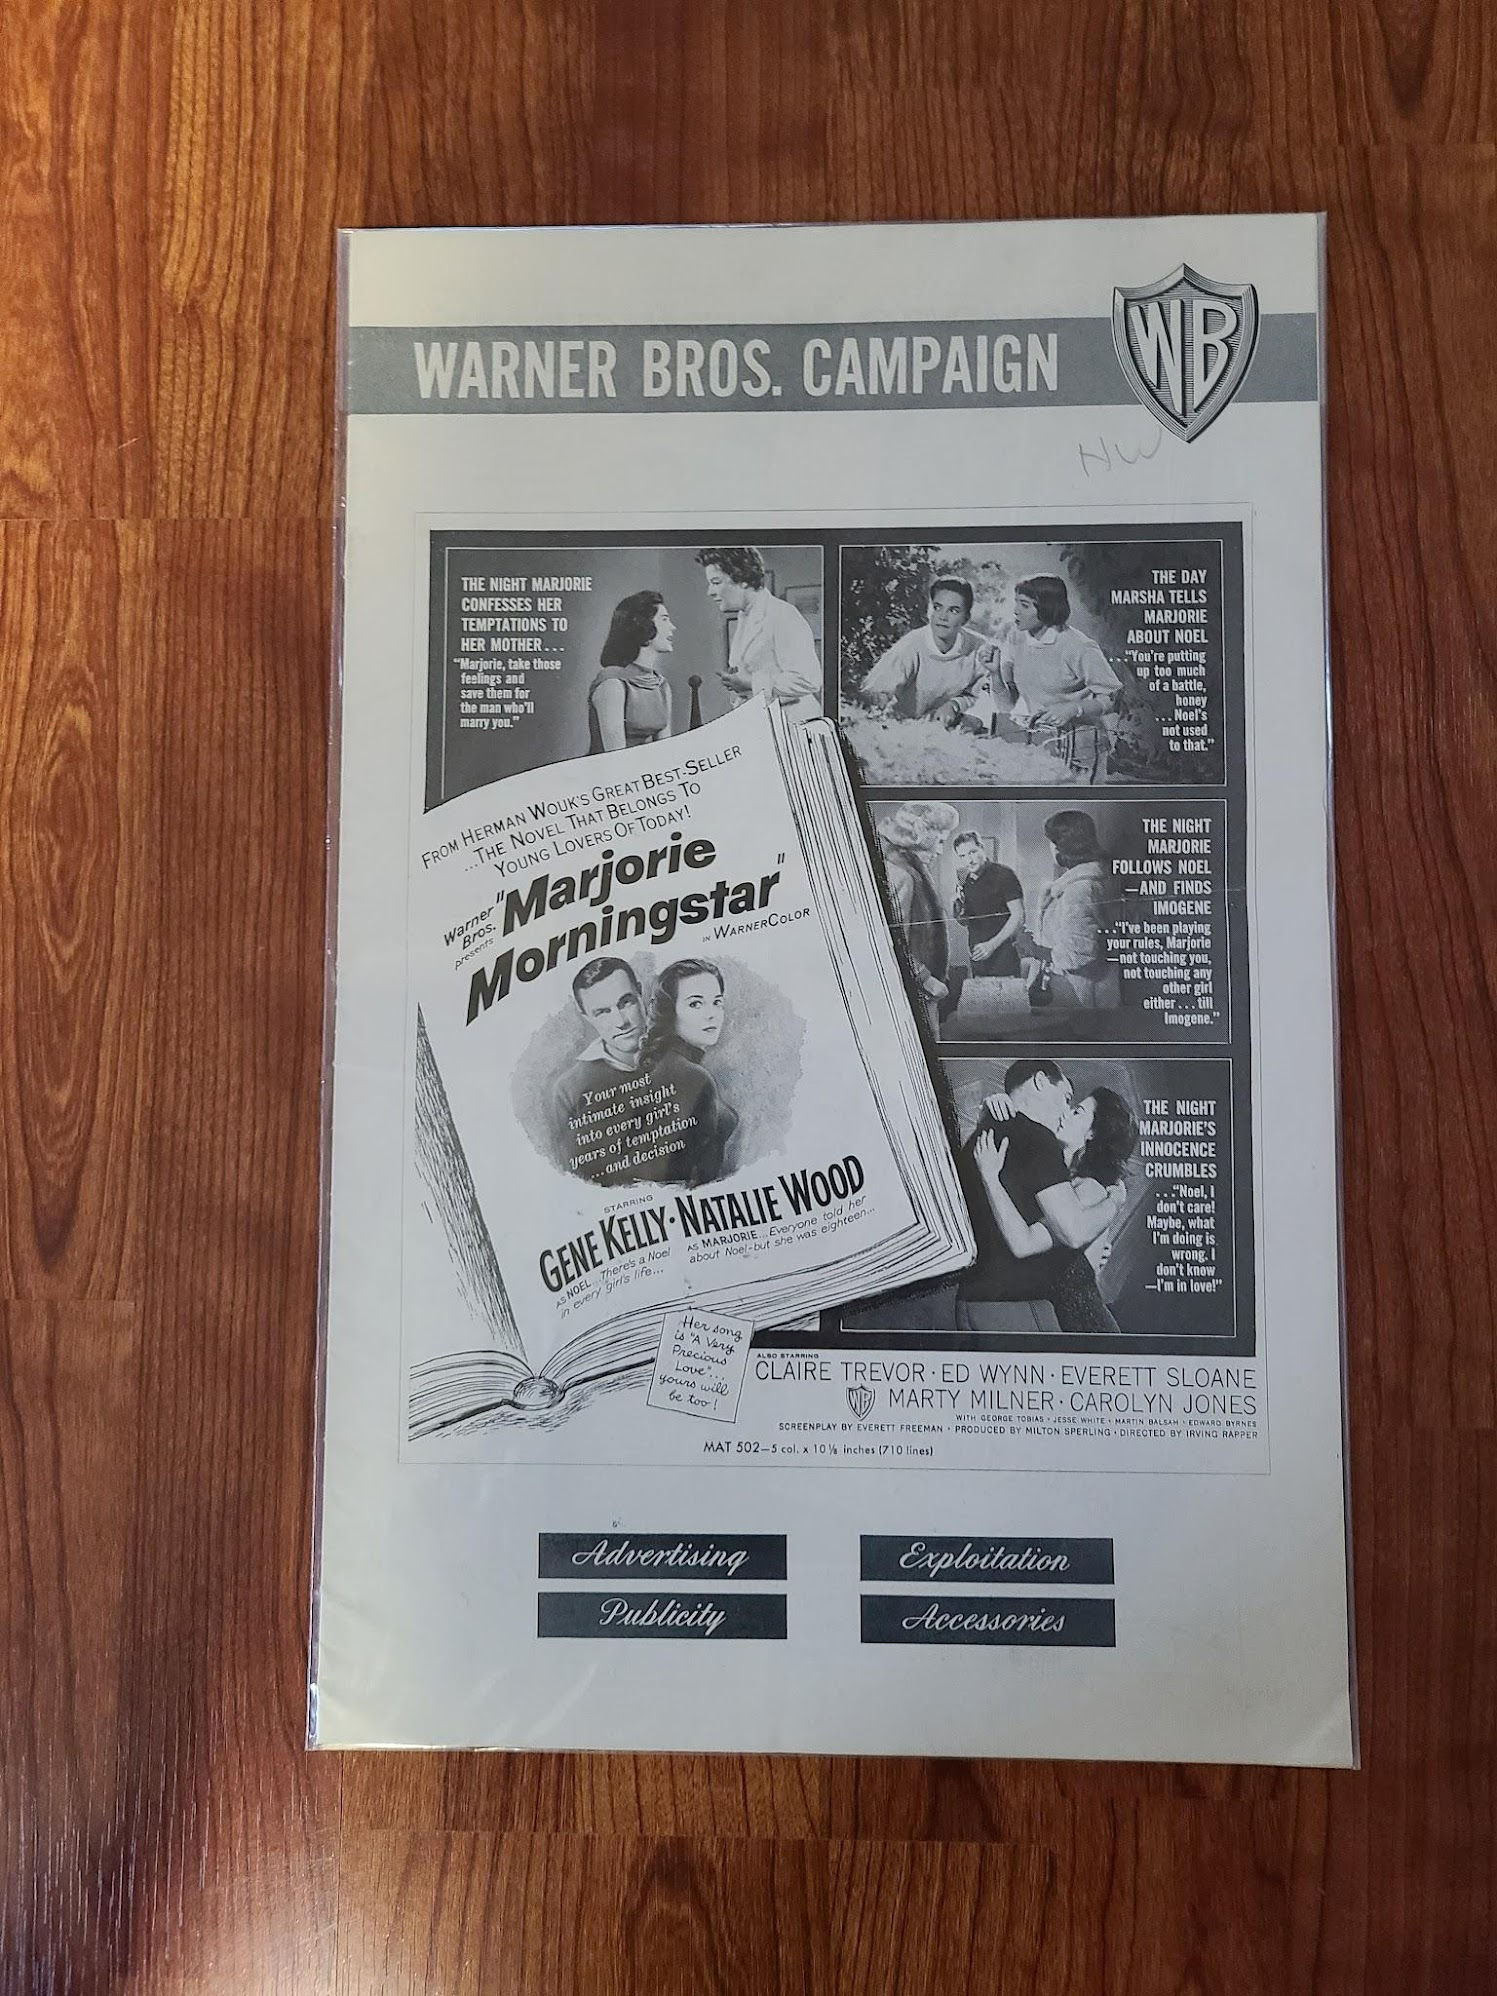 WARNER BROS. CAMPAIGN
WB
HW
THE NIGHT MARJORIE
CONFESSES HER
TEMPTATIONS TO
HER MOTHER...
"Marjorie, take those
feelings and
save them for
the man who'll
marry you."
THE DAY
MARSHA TELLS
MARJORIE
ABOUT NOEL
..."You're putting
up too much
of a battle,
honey
...Noel's
not used
to that."
FROM HERMAN WOUK'S GREAT BEST-SELLER
...THE NOVEL THAT BELONGS TO
YOUNG LOVERS OF TODAY!
Warner
Bros.
presents
"Marjorie
Morningstar"
IN WARNERCOLOR
THE NIGHT
MARJORIE
FOLLOWS NOEL
—AND FINDS
IMOGENE
..."I've been playing
your rules, Marjorie
—not touching you,
not touching any
other girl
either...till
Imogene."
Your most
intimate insight
into every girl's
years of temptation
...and decision
STARRING
GENE KELLY · NATALIE WOOD
AS NOEL...There's a Noel
in every girl's life...
AS MARJORIE...Everyone told her
about Noel-but she was eighteen...
THE NIGHT
MARJORIE'S
INNOCENCE
CRUMBLES
..."Noel, I
don't care!
Maybe, what
I'm doing is
wrong. I
don't know
—I'm in love!"
Her song
is "A Very
Precious
Love"...
yours will
be too!
ALSO STARRING
CLAIRE TREVOR · ED WYNN · EVERETT SLOANE
WB MARTY MILNER · CAROLYN JONES
WITH GEORGE TOBIAS · JESSE WHITE · MARTIN BALSAM · EDWARD BYRNES
SCREENPLAY BY EVERETT FREEMAN · PRODUCED BY MILTON SPERLING · DIRECTED BY IRVING RAPPER
MAT 502—5 col. x 10⅛ inches (710 lines)
Advertising
Exploitation
Publicity
Accessories